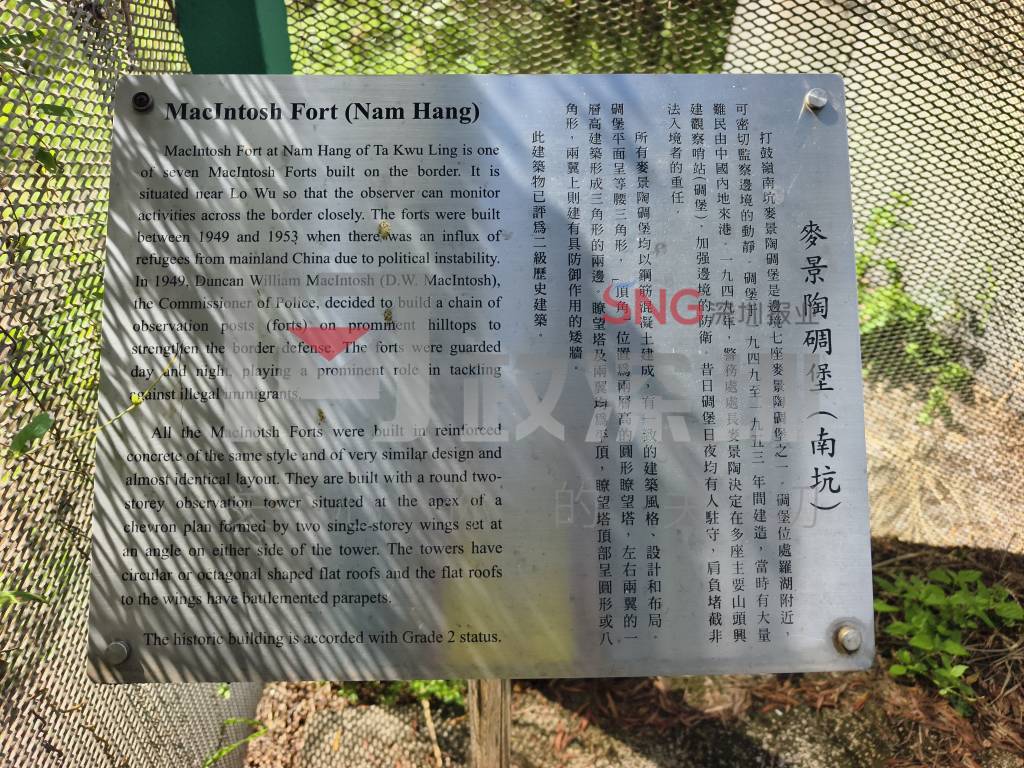 MacIntosh Fort (Nam Hang)
MacIntosh Fort at Nam Hang of Ta Kwu Ling is one
of seven MacIntosh Forts built on the border. It is
situated near Lo Wu so that the observer can monitor
activities across the border closely. The forts were built
between 1949 and 1953 when there was an influx of
refugees from mainland China due to political instability.
In 1949, Duncan William MacIntosh (D.W. MacIntosh),
the Commissioner of Police, decided to build a chain of
observation posts (forts) on prominent hilltops to
strengthen the border defense. The forts were guarded
day and night, playing a prominent role in tackling
against illegal immigrants.
All the MacInotsh Forts were built in reinforced
concrete of the same style and of very similar design and
almost identical layout. They are built with a round two-
storey observation tower situated at the apex of a
chevron plan formed by two single-storey wings set at
an angle on either side of the tower. The towers have
circular or octagonal shaped flat roofs and the flat roofs
to the wings have battlemented parapets.
The historic building is accorded with Grade 2 status.
麥景陶碉堡(南坑)
打鼓嶺南坑麥景陶碉堡是邊境七座麥景陶碉堡之一。碉堡位處羅湖附近，
可密切監察邊境的動靜。碉堡於一九四九至一九五三年間建造，當時有大量
難民由中國內地來港。一九四九年，警務處處長麥景陶決定在多座主要山頭興
建觀察哨站(碉堡)，加强邊境的防衛。昔日碉堡日夜均有人駐守，肩負堵截非
法入境者的重任。
所有麥景陶碉堡均以鋼筋混凝土建成，有一致的建築風格、設計和布局。
碉堡平面呈等腰三角形，「頂角」位置爲兩層高的圓形瞭望塔，左右兩翼的一
層高建築形成三角形的兩邊。瞭望塔及兩翼均爲平頂，瞭望塔頂部呈圓形或八
角形，兩翼上則建有具防御作用的矮牆。
此建築物已評爲二級歷史建築。
SNG 深圳报业